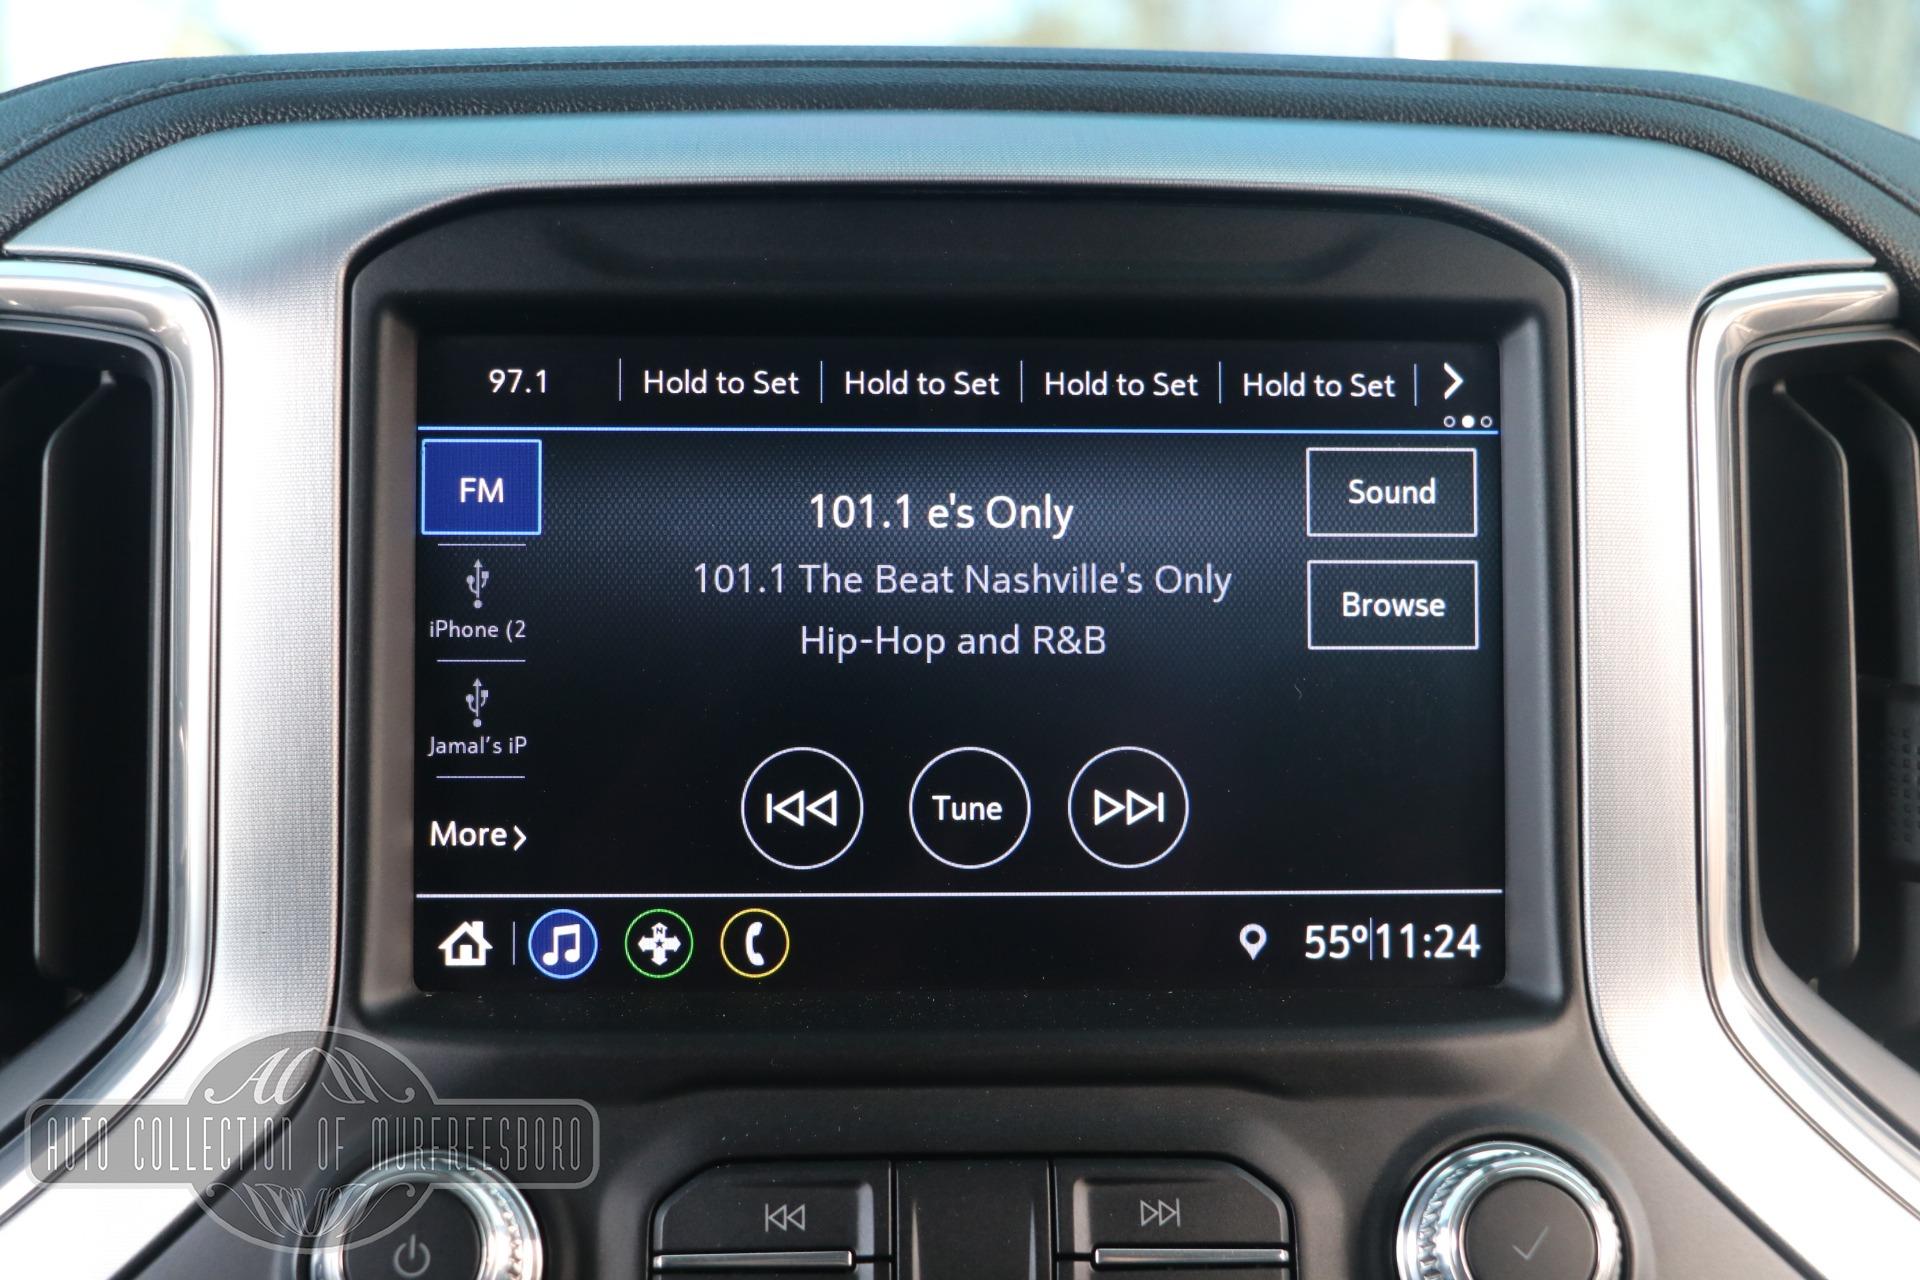 97.1 Hold to Set Hold to Set Hold to Set Hold to Set
FM
101.1 e's Only
Sound
101.1 The Beat Nashville's Only
Browse
iPhone (2
Hip-Hop and R&B
Jamal's iP
More
Tune
55º 11:24
AC
AUTO COLLECTION OF MURFREESBORO